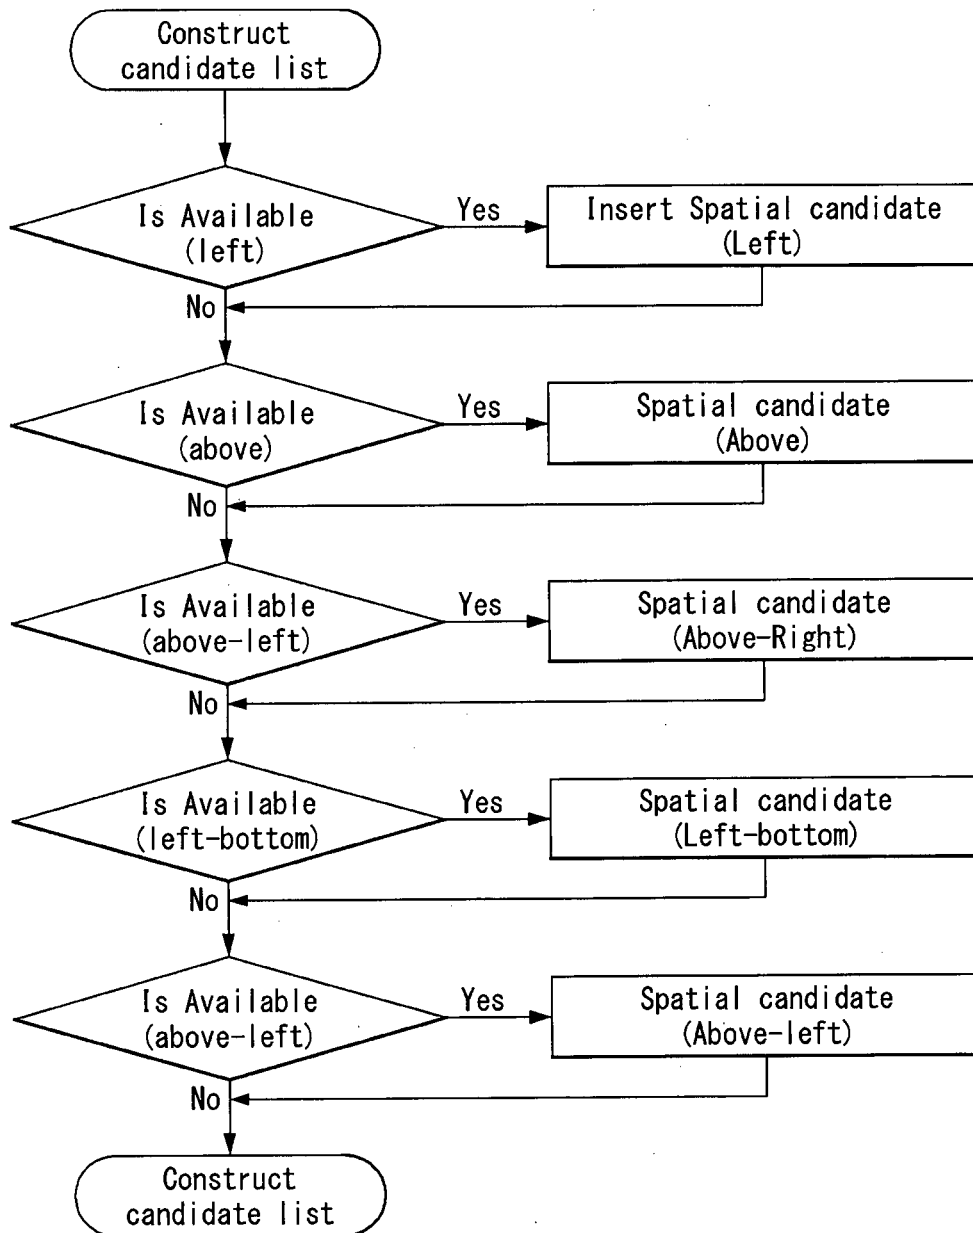 Construct
candidate list
Is Available
(left)
Yes
Insert Spatial candidate
(Left)
No
Is Available
(above)
Yes
Spatial candidate
(Above)
No
Is Available
(above-left)
Yes
Spatial candidate
(Above-Right)
No
Is Available
(left-bottom)
Yes
Spatial candidate
(Left-bottom)
No
Is Available
(above-left)
Yes
Spatial candidate
(Above-left)
No
Construct
candidate list